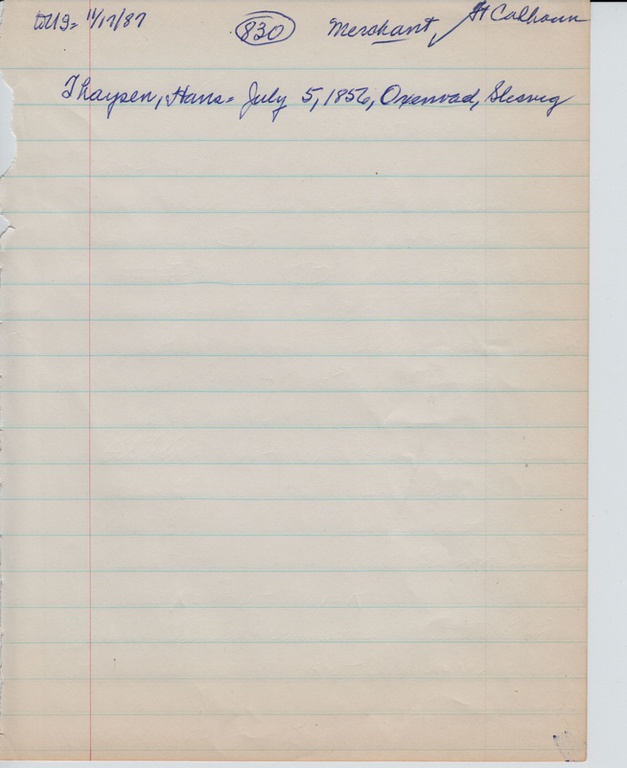 11/17/87 830 Merchant Ft Calhoun
Thaysen, Hans= July 5, 1856, Oxenvad, Slesvig